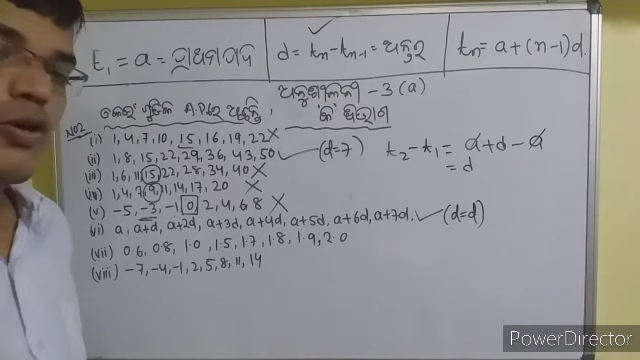 t₁ = a = ପ୍ରଥମ ପଦ
d = tₙ - tₙ₋₁ = ଅନ୍ତର
tₙ = a + (n-1)d.
ଅନୁଶୀଳନୀ - 3(a)
'କ' ବିଭାଗ
NO2 କେଉଁ ଗୁଡିକ A.P.ରେ ଅଛନ୍ତି,
(i) 1, 4, 7, 10, 15, 16, 19, 22 X
(ii) 1, 8, 15, 22, 29, 36, 43, 50 ✓ (d=7)
(iii) 1, 6, 11, 15, 22, 28, 34, 40 X
(iv) 1, 4, 7, 9, 11, 14, 17, 20 X
(v) -5, -3, -1, 0, 2, 4, 6, 8 X
(vi) a, a+d, a+2d, a+3d, a+4d, a+5d, a+6d, a+7d. ✓ (d=d)
(vii) 0.6, 0.8, 1.0, 1.5, 1.7, 1.8, 1.9, 2.0
(viii) -7, -4, -1, 2, 5, 8, 11, 14
t₂ - t₁ = a + d - a
= d
PowerDirector